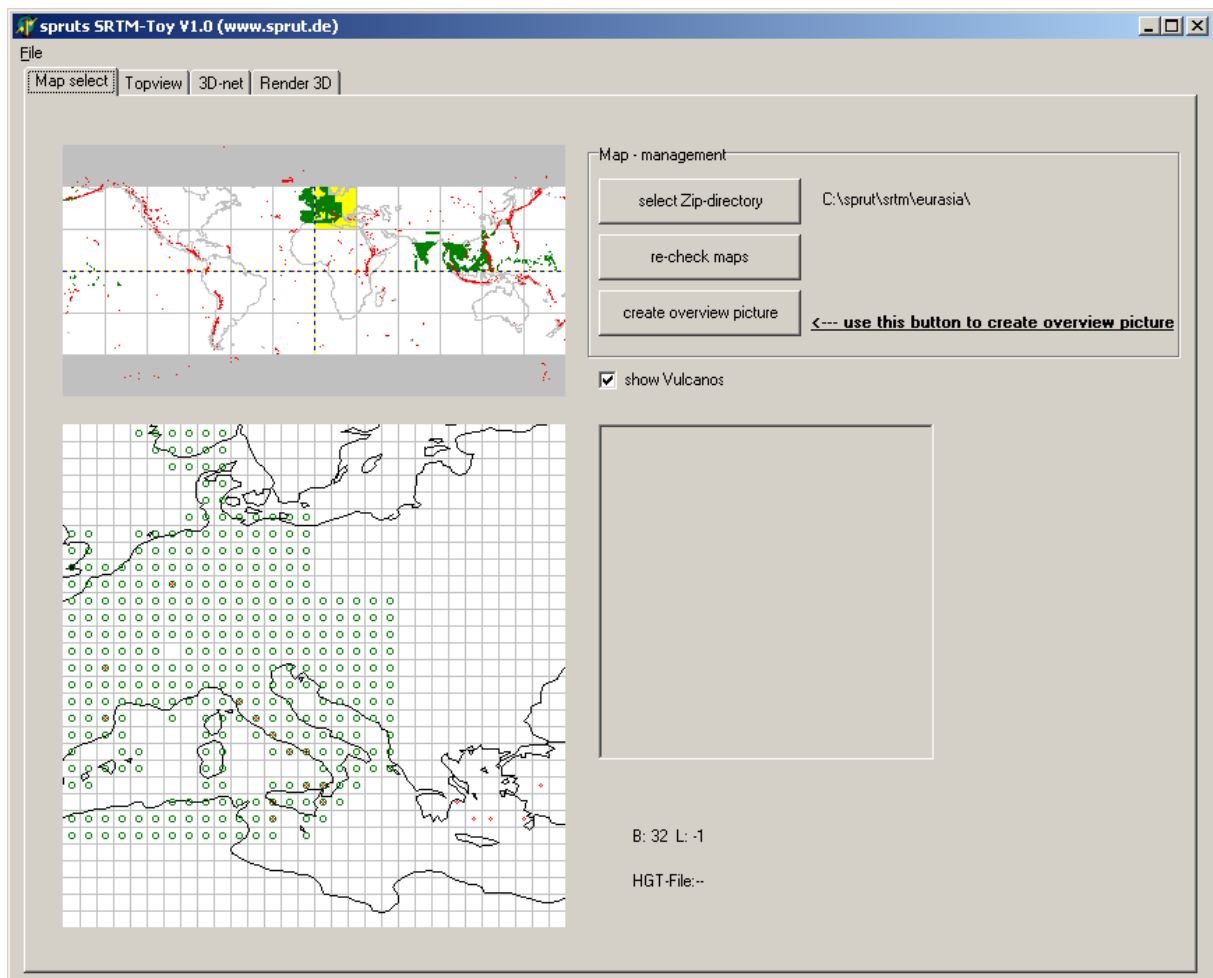 spruts SRTM-Toy V1.0 (www.sprut.de)
File
Map select Topview 3D-net Render 3D
Map - management
select Zip-directory C:\sprut\srtm\eurasia\
re-check maps
create overview picture <--- use this button to create overview picture
show Vulcanos
B: 32 L: -1
HGT-File:--